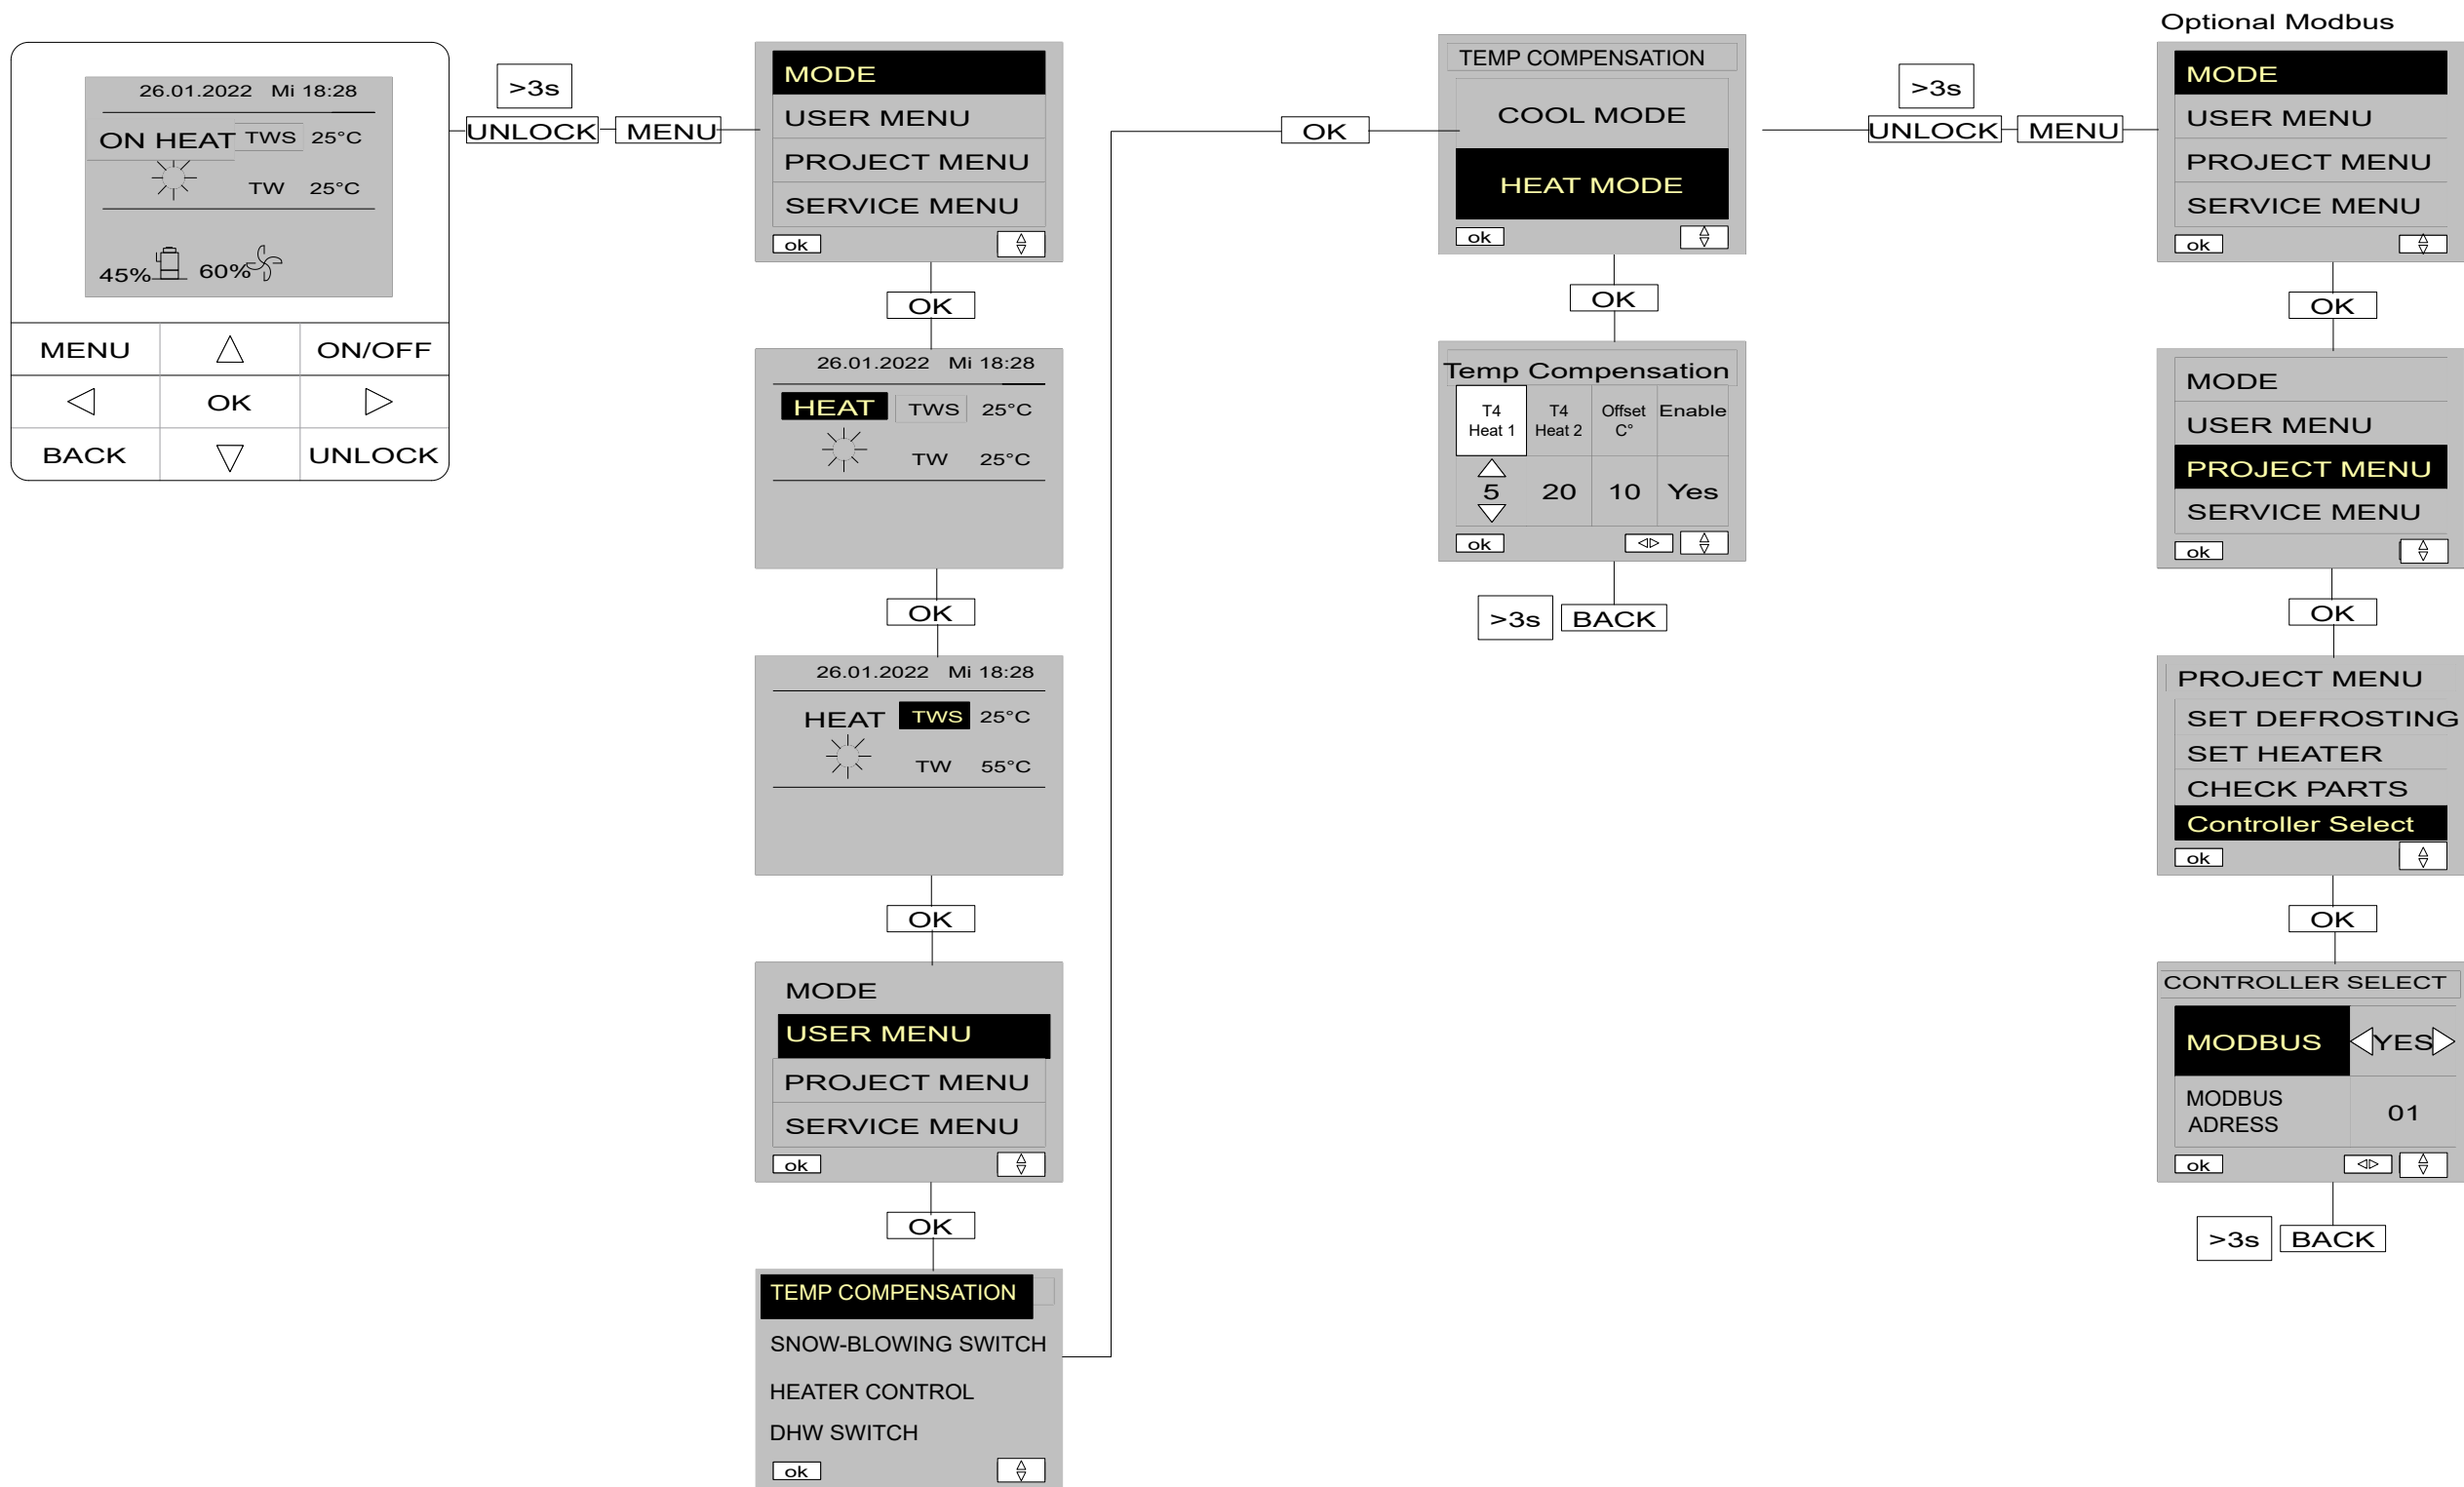 26.01.2022 Mi 18:28
ON HEAT TWS 25°C
TW 25°C
45% 60%
MENU ON/OFF
OK
BACK UNLOCK
>3s
UNLOCK MENU
MODE
USER MENU
PROJECT MENU
SERVICE MENU
ok
OK
26.01.2022 Mi 18:28
HEAT TWS 25°C
TW 25°C
OK
26.01.2022 Mi 18:28
HEAT TWS 25°C
TW 55°C
OK
MODE
USER MENU
PROJECT MENU
SERVICE MENU
ok
OK
TEMP COMPENSATION
SNOW-BLOWING SWITCH
HEATER CONTROL
DHW SWITCH
ok
OK
TEMP COMPENSATION
COOL MODE
HEAT MODE
ok
OK
Temp Compensation
T4 T4 Offset Enable
Heat 1 Heat 2 C°
5 20 10 Yes
ok
>3s BACK
>3s
UNLOCK MENU
Optional Modbus
MODE
USER MENU
PROJECT MENU
SERVICE MENU
ok
OK
MODE
USER MENU
PROJECT MENU
SERVICE MENU
ok
OK
PROJECT MENU
SET DEFROSTING
SET HEATER
CHECK PARTS
Controller Select
ok
OK
CONTROLLER SELECT
MODBUS YES
MODBUS
ADRESS 01
ok
>3s BACK